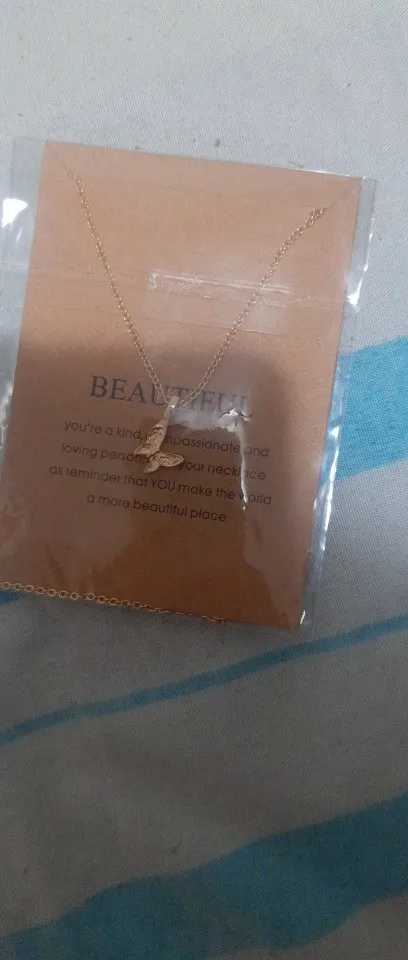 BEAUTIFUL
you're a kind, passionate and
loving person your necklace
as reminder that YOU make the world
a more beautiful place